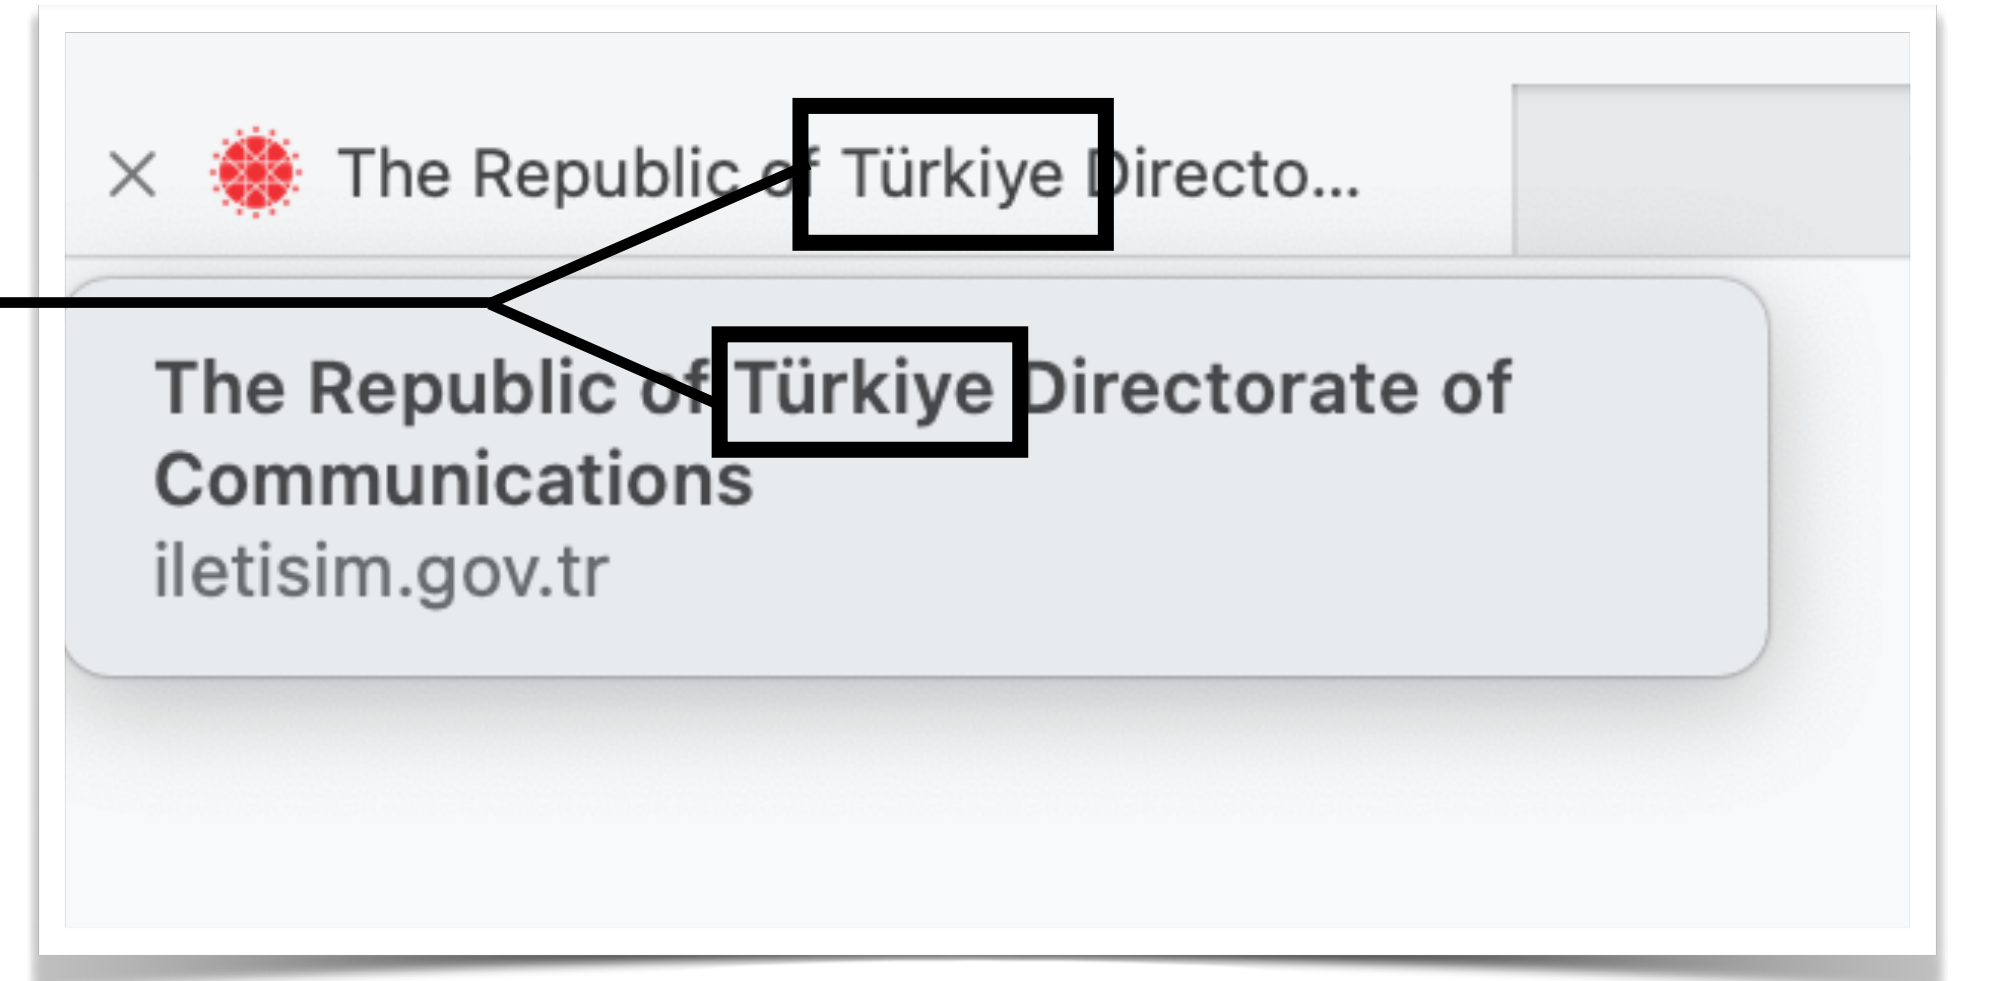 The Republic of Türkiye Directo...
The Republic of Türkiye Directorate of
Communications
iletisim.gov.tr